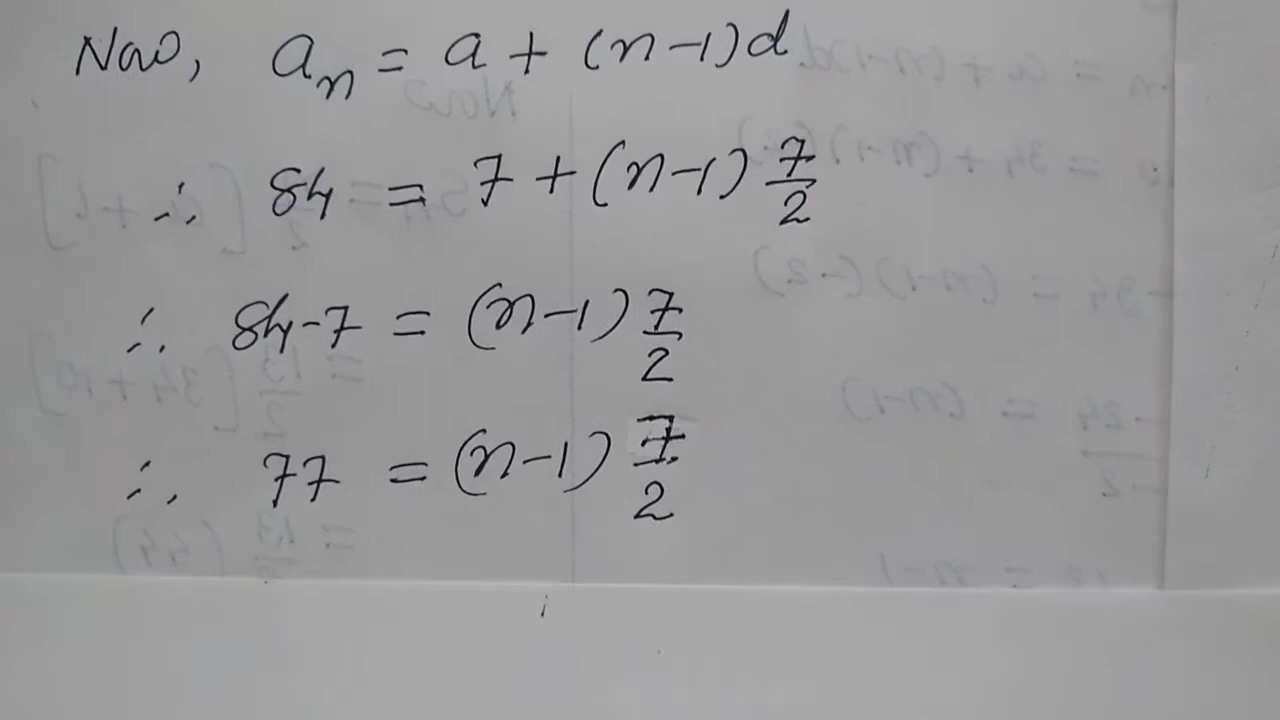 Now, aₙ = a + (n-1)d
∴ 84 = 7 + (n-1) 7/2
∴ 84-7 = (n-1) 7/2
∴ 77 = (n-1) 7/2